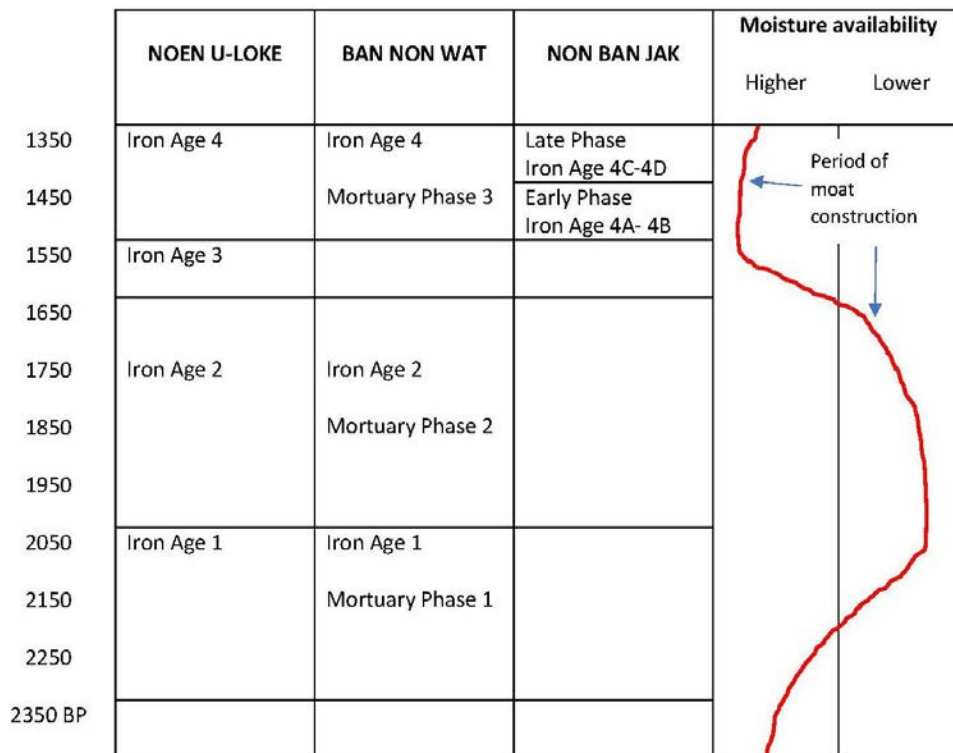 NOEN U-LOKE
BAN NON WAT
NON BAN JAK
Moisture availability
Higher
Lower
1350
Iron Age 4
Iron Age 4
Late Phase
Iron Age 4C-4D
Period of
moat
construction
1450
Mortuary Phase 3
Early Phase
Iron Age 4A- 4B
1550
Iron Age 3
1650
1750
Iron Age 2
Iron Age 2
1850
Mortuary Phase 2
1950
2050
Iron Age 1
Iron Age 1
2150
Mortuary Phase 1
2250
2350 BP